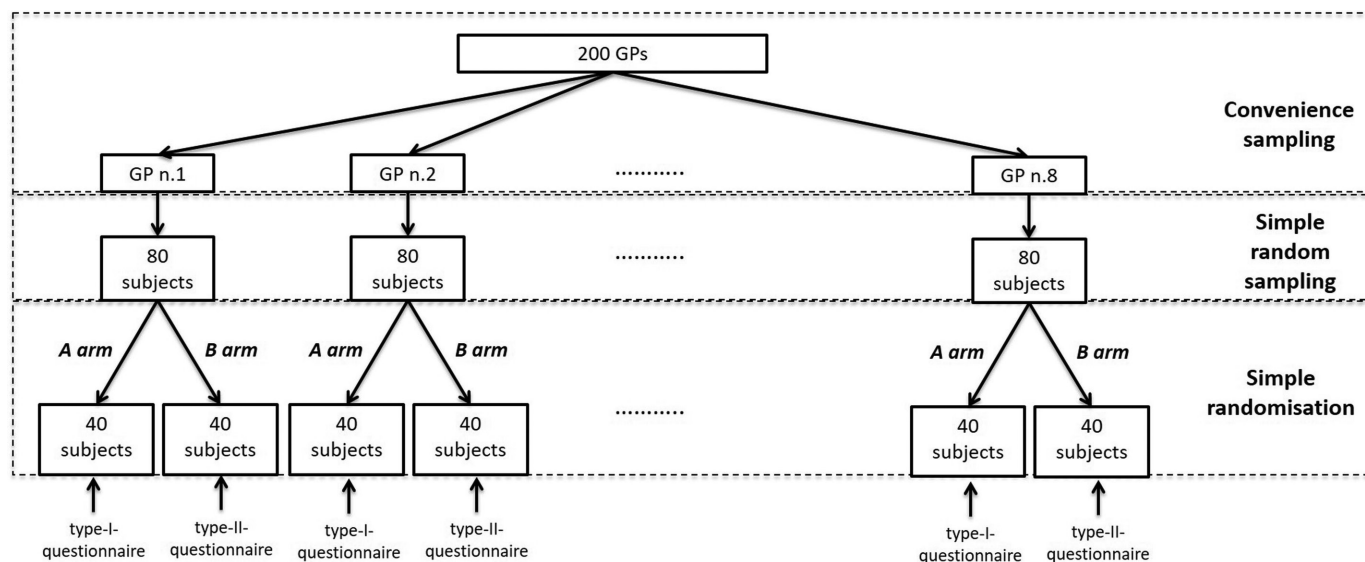 200 GPs
Convenience
sampling
GP n.1
GP n.2
...........
GP n.8
80
subjects
80
subjects
...........
80
subjects
Simple
random
sampling
A arm
B arm
A arm
B arm
A arm
B arm
40
subjects
40
subjects
40
subjects
40
subjects
...........
40
subjects
40
subjects
Simple
randomisation
type-I-
questionnaire
type-II-
questionnaire
type-I-
questionnaire
type-II-
questionnaire
type-I-
questionnaire
type-II-
questionnaire